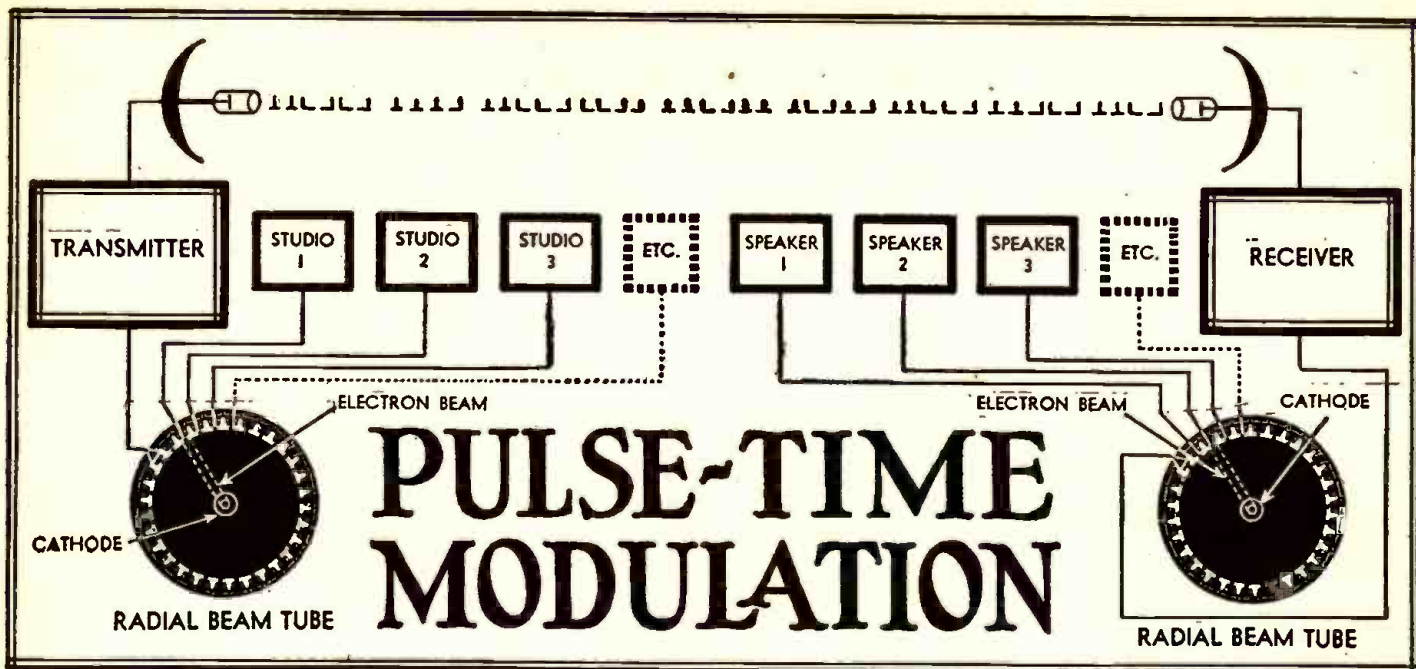 TRANSMITTER
STUDIO
1
STUDIO
2
STUDIO
3
ETC.
SPEAKER
1
SPEAKER
2
SPEAKER
3
ETC.
RECEIVER
ELECTRON BEAM
CATHODE
RADIAL BEAM TUBE
PULSE-TIME
MODULATION
ELECTRON BEAM
CATHODE
RADIAL BEAM TUBE